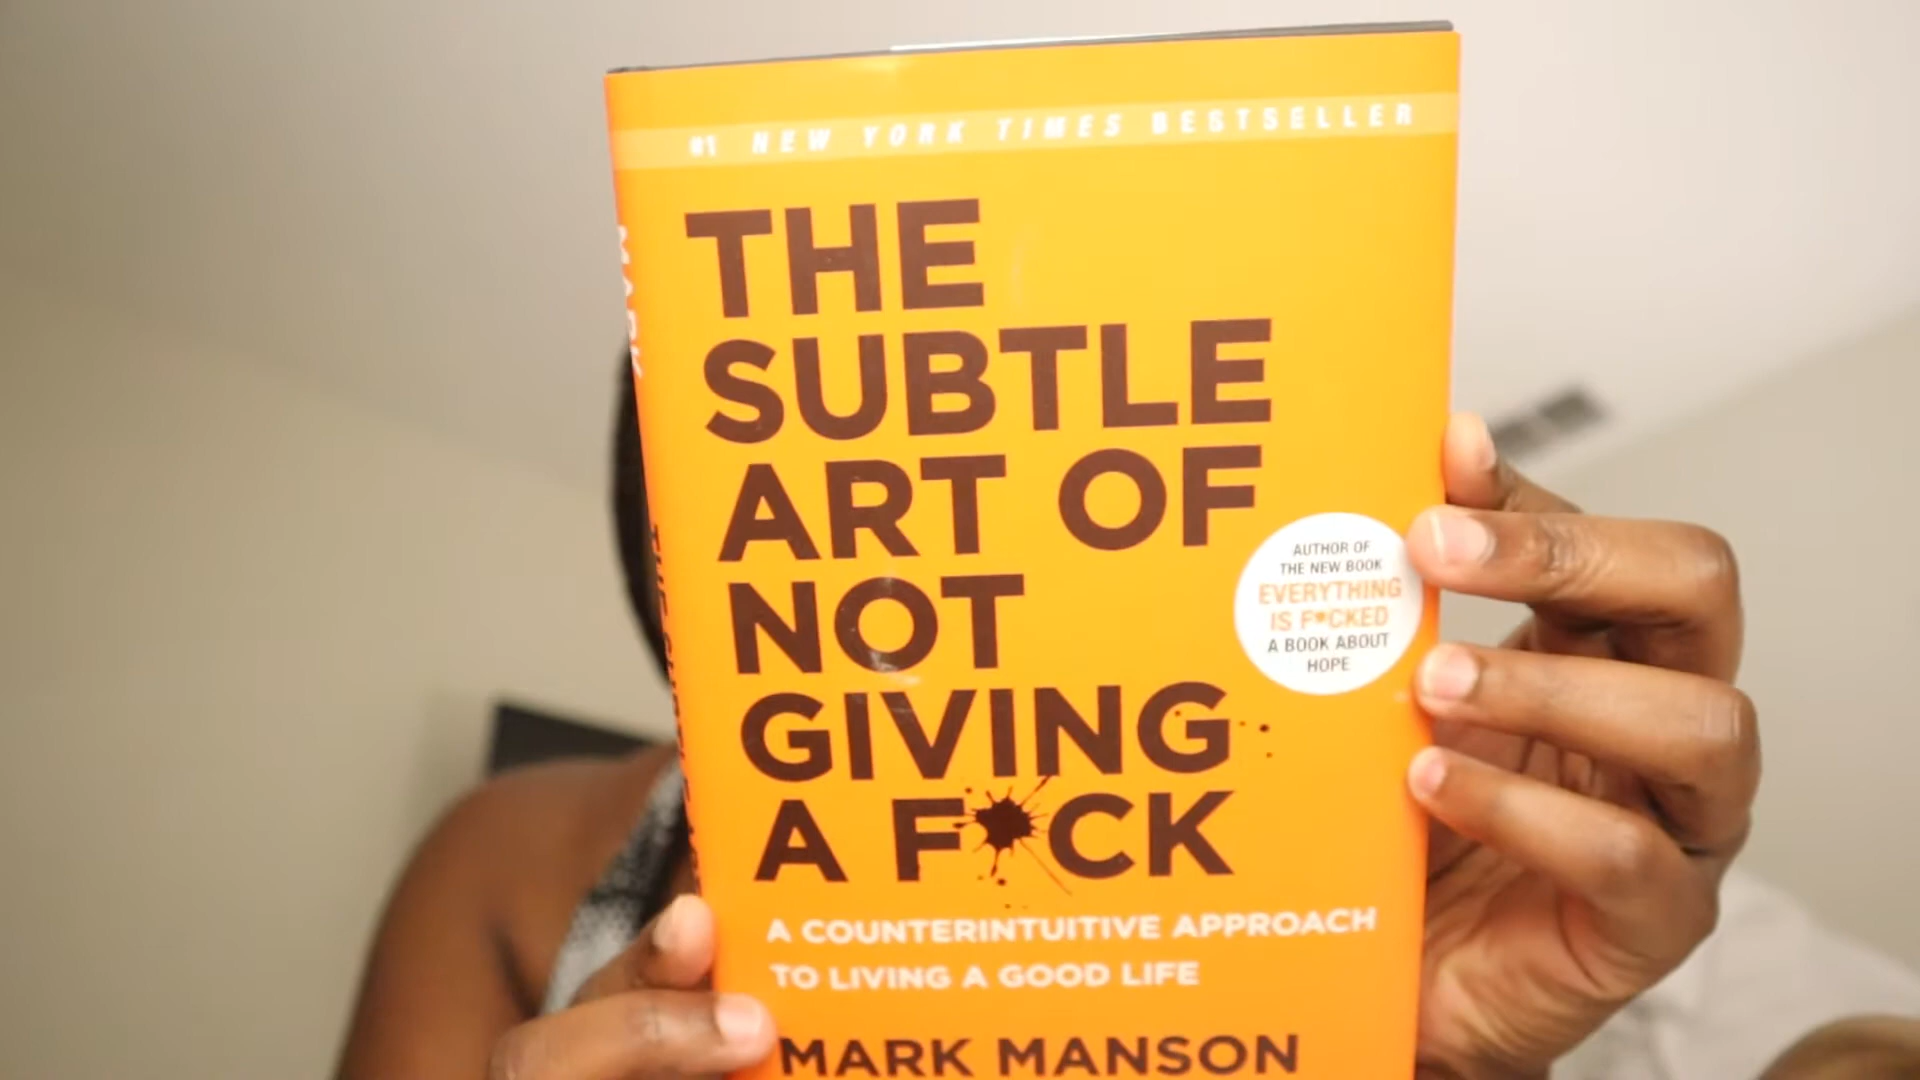 #1 NEW YORK TIMES BESTSELLER
THE
SUBTLE
ART OF
NOT
GIVING
A F*CK
AUTHOR OF
THE NEW BOOK
EVERYTHING
IS F*CKED
A BOOK ABOUT
HOPE
A COUNTERINTUITIVE APPROACH
TO LIVING A GOOD LIFE
MARK MANSON
MARK